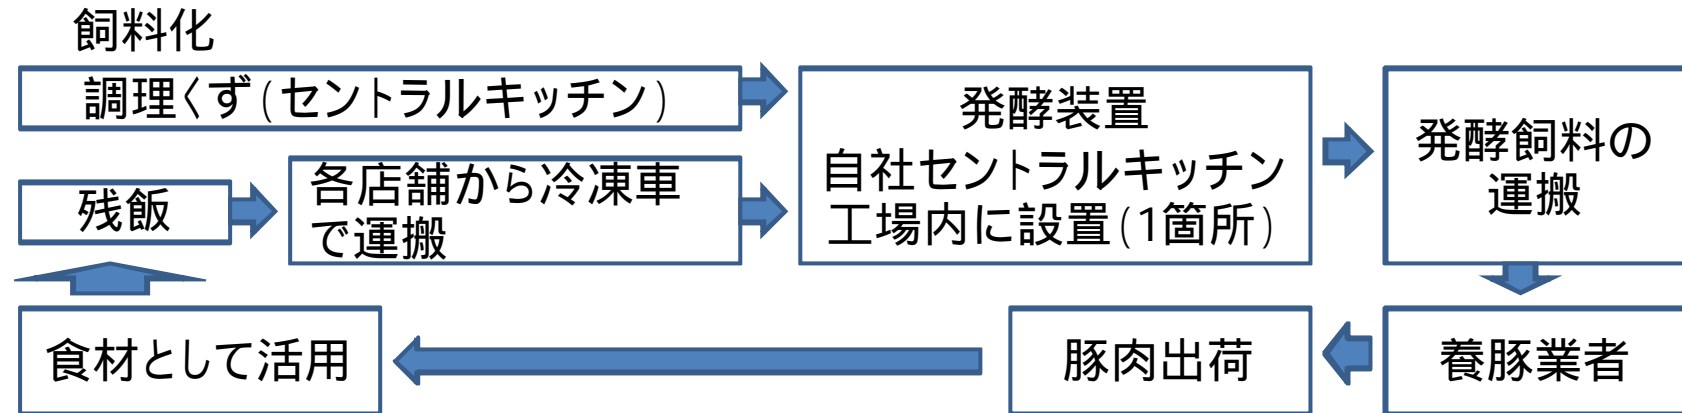 飼料化
調理くず(セントラルキッチン)
残飯
各店舗から冷凍車
で運搬
発酵装置
自社セントラルキッチン
工場内に設置(1箇所)
発酵飼料の
運搬
養豚業者
豚肉出荷
食材として活用